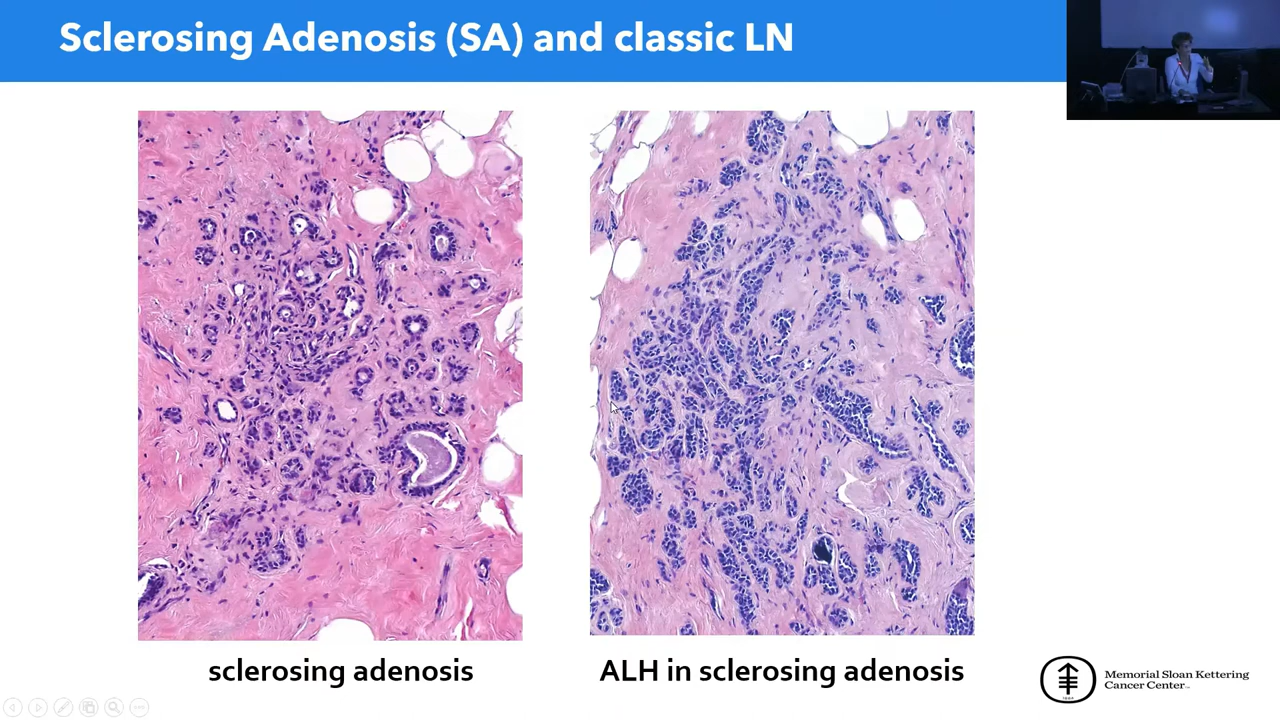 Sclerosing Adenosis (SA) and classic LN
sclerosing adenosis
ALH in sclerosing adenosis
Memorial Sloan Kettering
Cancer Center